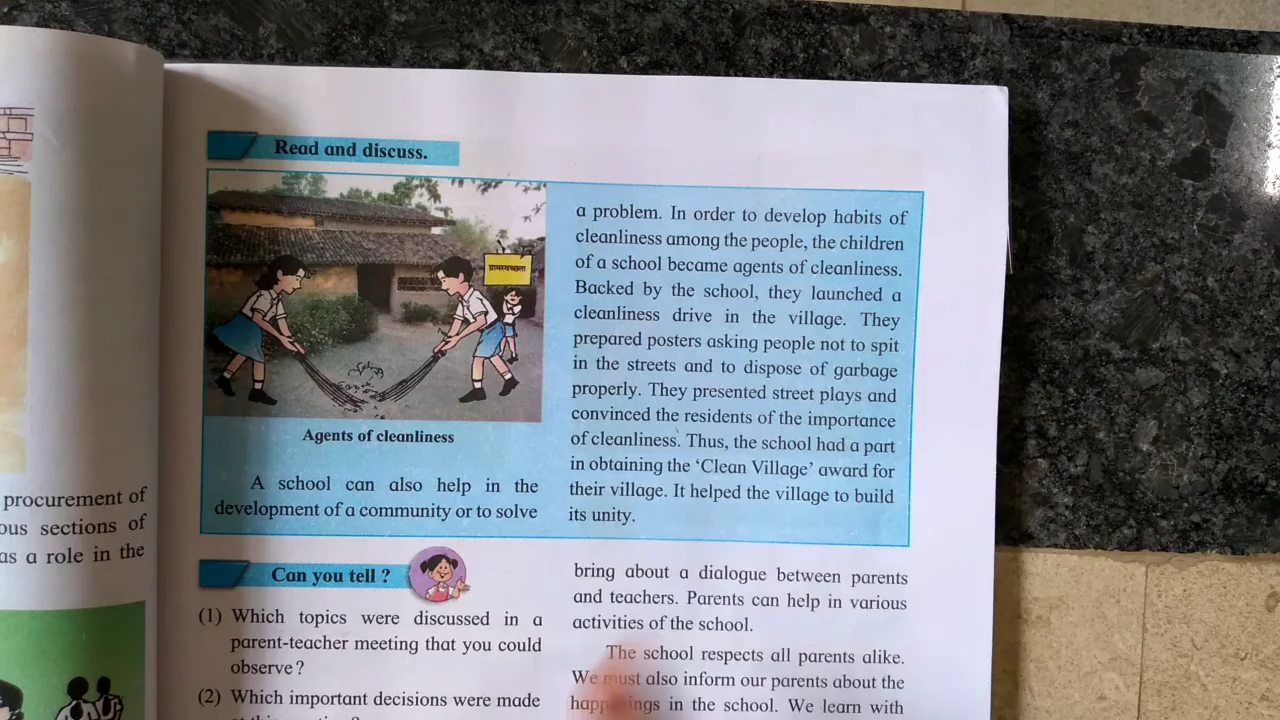 procurement of
ous sections of
as a role in the
Read and discuss.
ग्रामस्वच्छता
Agents of cleanliness
A school can also help in the
development of a community or to solve
a problem. In order to develop habits of
cleanliness among the people, the children
of a school became agents of cleanliness.
Backed by the school, they launched a
cleanliness drive in the village. They
prepared posters asking people not to spit
in the streets and to dispose of garbage
properly. They presented street plays and
convinced the residents of the importance
of cleanliness. Thus, the school had a part
in obtaining the ‘Clean Village’ award for
their village. It helped the village to build
its unity.
Can you tell ?
(1) Which topics were discussed in a
parent-teacher meeting that you could
observe?
(2) Which important decisions were made
bring about a dialogue between parents
and teachers. Parents can help in various
activities of the school.
The school respects all parents alike.
We must also inform our parents about the
happenings in the school. We learn with